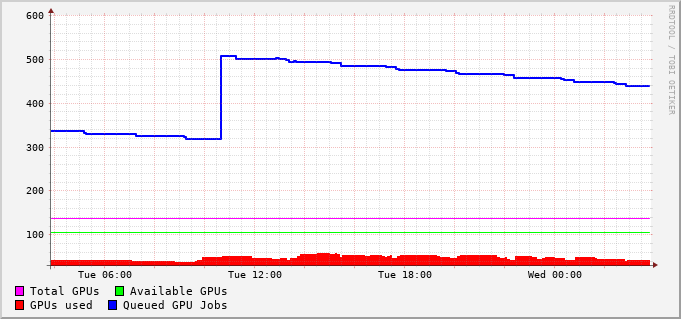 600
500
400
300
200
100
Tue 06:00 Tue 12:00 Tue 18:00 Wed 00:00
Total GPUs Available GPUs
GPUs used Queued GPU Jobs
RRDTOOL / TOBI OETIKER